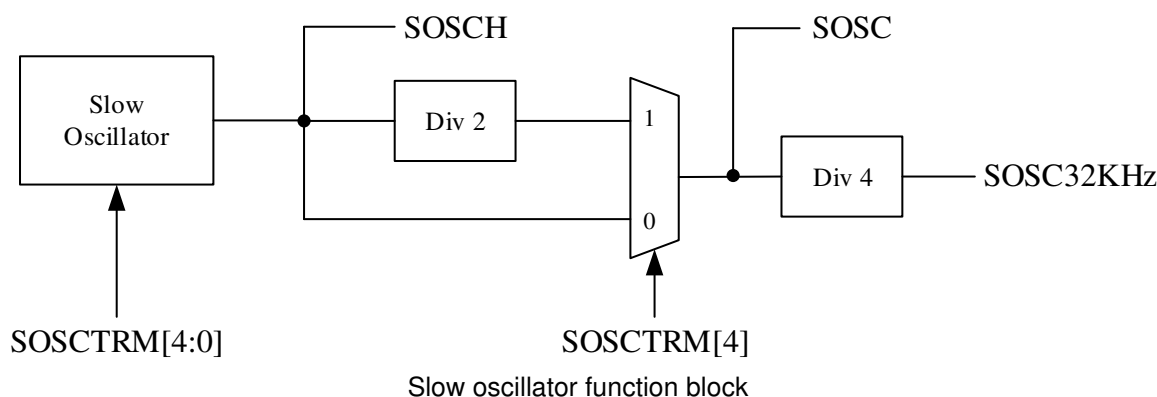 SOSCH
SOSC
Slow
Oscillator
Div 2
1
Div 4
SOSC32KHz
0
SOSCTRM[4:0]
SOSCTRM[4]
Slow oscillator function block